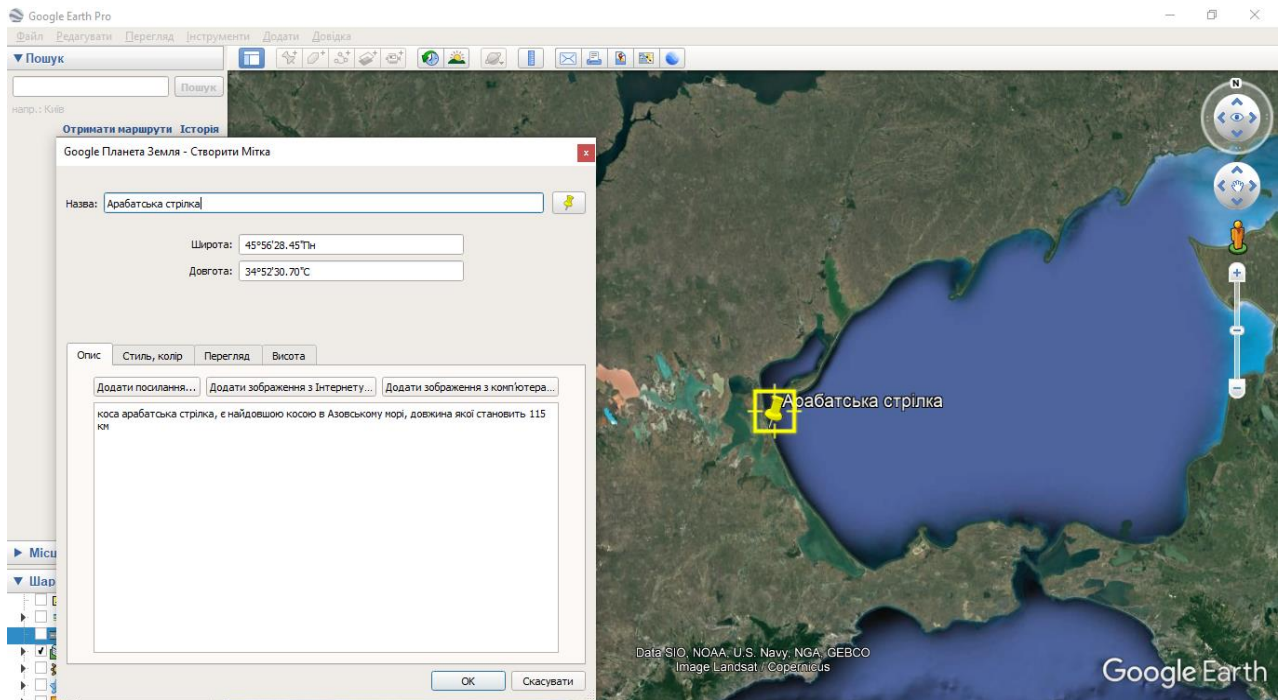 Google Earth Pro
Файл Редагувати Перегляд Інструменти Додати Довідка
Пошук
Пошук
напр.: Київ
Отримати маршрути Історія
Google Планета Земля - Створити Мітка
Назва: Арабатська стрілка
Широта: 45°56'28.45"Пн
Довгота: 34°52'30.70"С
Опис Стиль, колір Перегляд Висота
Додати посилання... Додати зображення з Інтернету... Додати зображення з комп'ютера...
коса арабатська стрілка, є найдовшою косою в Азовському морі, довжина якої становить 115
км
OK Скасувати
Місц
Шар
N
Арабатська стрілка
Data SIO, NOAA, U.S. Navy, NGA, GEBCO
Image Landsat / Copernicus
Google Earth